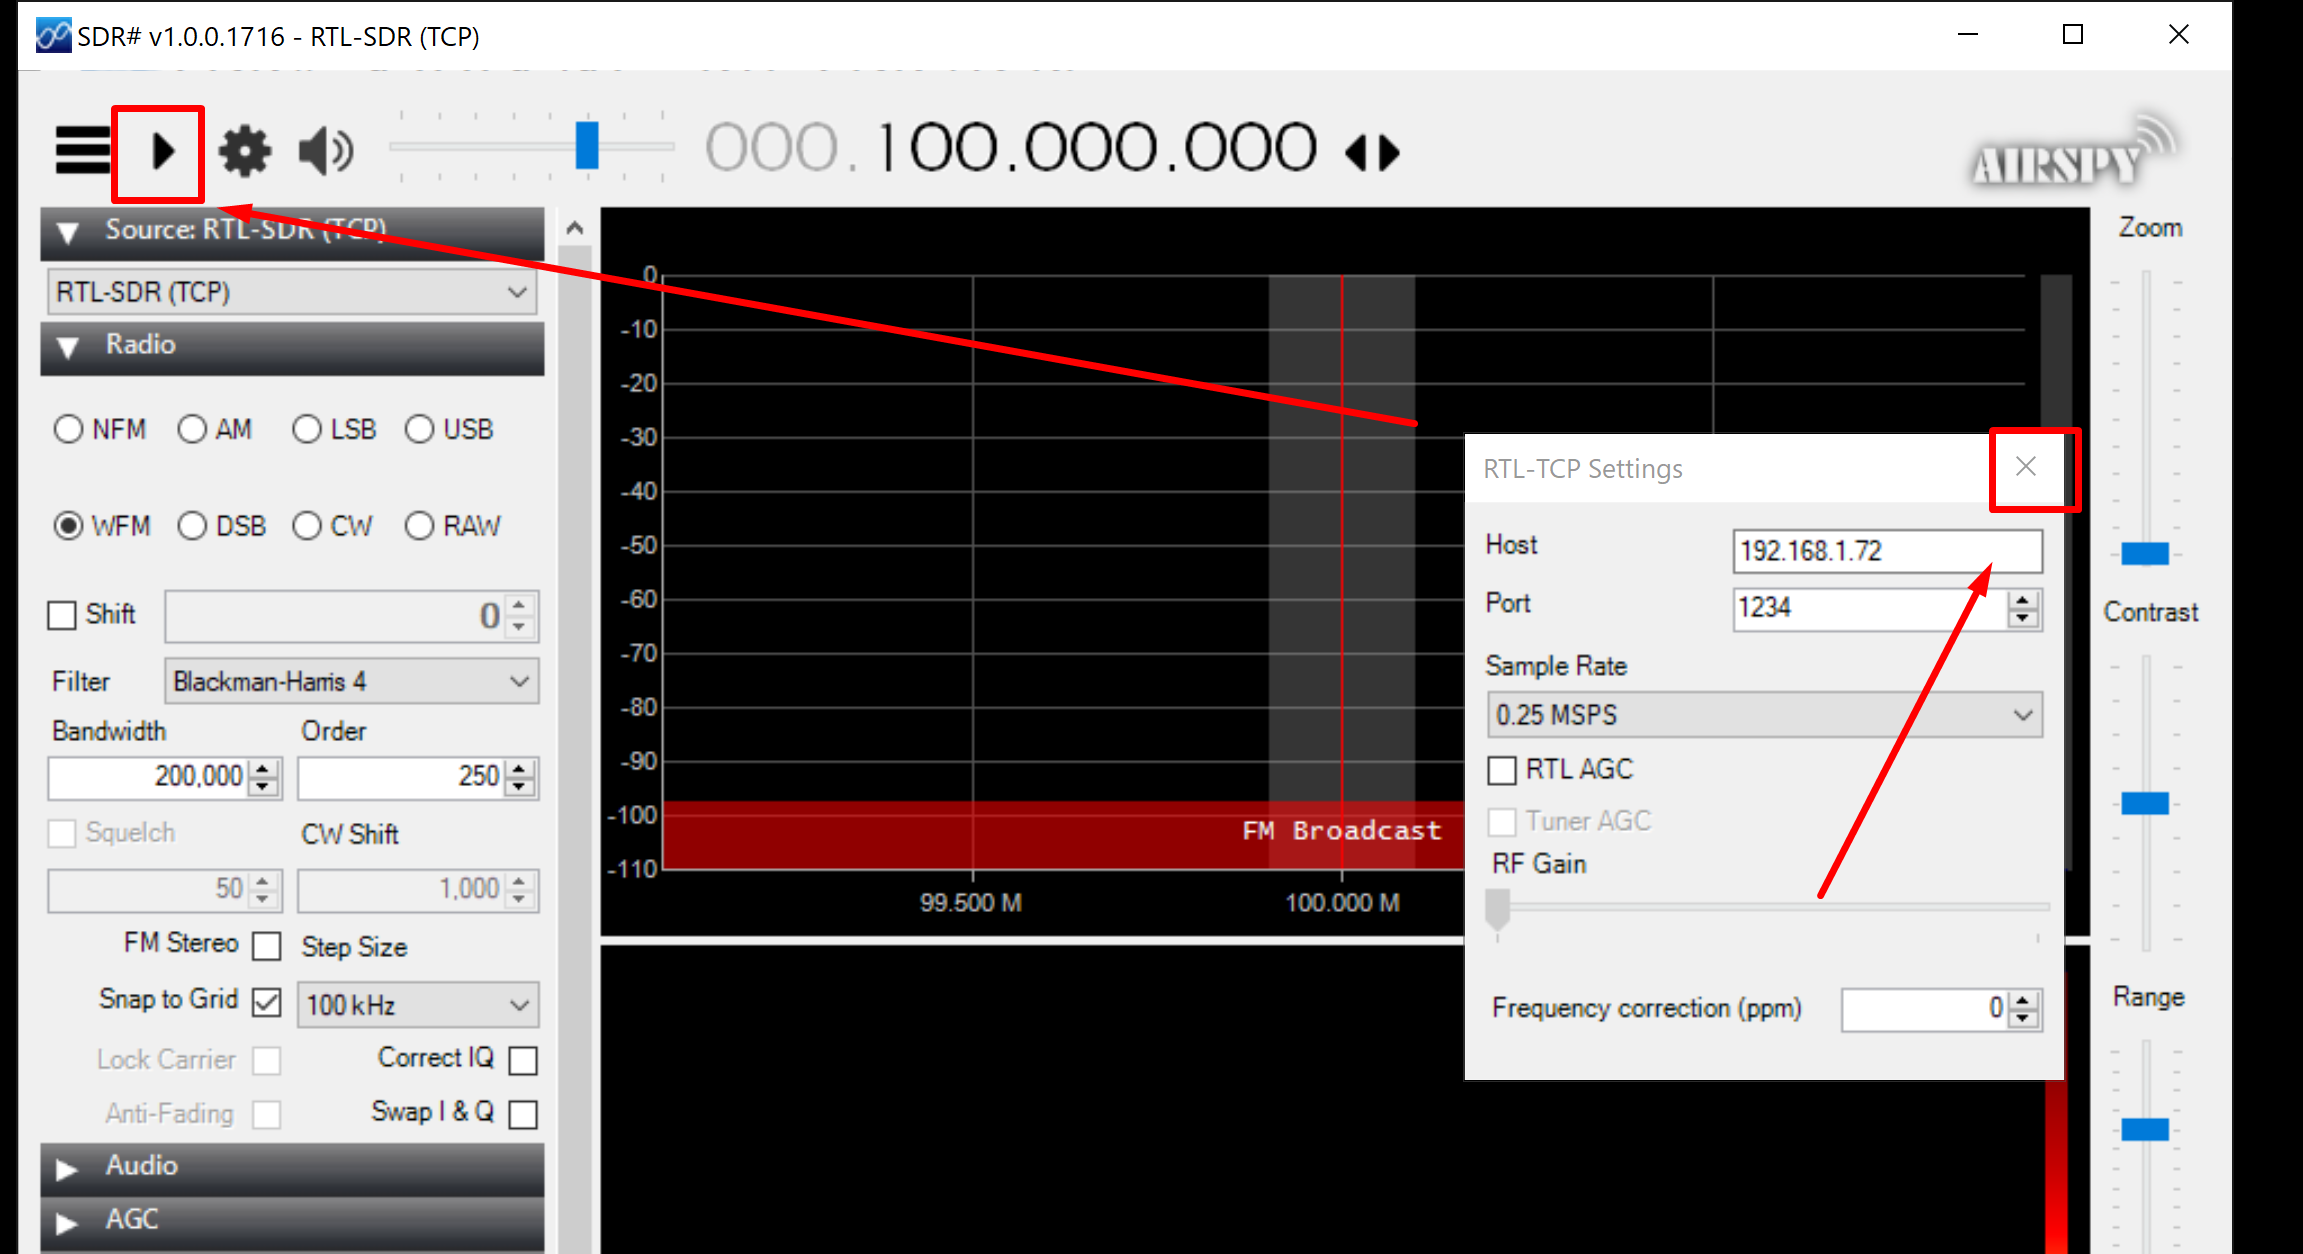 SDR# v1.0.0.1716 - RTL-SDR (TCP)
000.100.000.000
AIRSPY
Source: RTL-SDR (TCP)
RTL-SDR (TCP)
Radio
NFM AM LSB USB
WFM DSB CW RAW
Shift 0
Filter Blackman-Harris 4
Bandwidth Order
200,000 250
Squelch CW Shift
50 1,000
FM Stereo Step Size
Snap to Grid 100 kHz
Lock Carrier Correct IQ
Anti-Fading Swap I & Q
Audio
AGC
0
-10
-20
-30
-40
-50
-60
-70
-80
-90
-100
-110
FM Broadcast
99.500 M 100.000 M
RTL-TCP Settings
Host 192.168.1.72
Port 1234
Sample Rate
0.25 MSPS
RTL AGC
Tuner AGC
RF Gain
Frequency correction (ppm) 0
Zoom
Contrast
Range